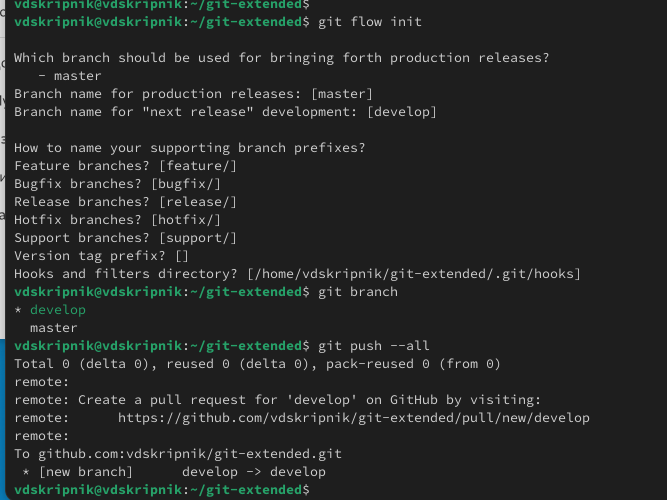 vdskripnik@vdskripnik:~/git-extended$
vdskripnik@vdskripnik:~/git-extended$ git flow init

Which branch should be used for bringing forth production releases?
   - master
Branch name for production releases: [master]
Branch name for "next release" development: [develop]

How to name your supporting branch prefixes?
Feature branches? [feature/]
Bugfix branches? [bugfix/]
Release branches? [release/]
Hotfix branches? [hotfix/]
Support branches? [support/]
Version tag prefix? []
Hooks and filters directory? [/home/vdskripnik/git-extended/.git/hooks]
vdskripnik@vdskripnik:~/git-extended$ git branch
* develop
  master
vdskripnik@vdskripnik:~/git-extended$ git push --all
Total 0 (delta 0), reused 0 (delta 0), pack-reused 0 (from 0)
remote:
remote: Create a pull request for 'develop' on GitHub by visiting:
remote:      https://github.com/vdskripnik/git-extended/pull/new/develop
remote:
To github.com:vdskripnik/git-extended.git
 * [new branch]      develop -> develop
vdskripnik@vdskripnik:~/git-extended$